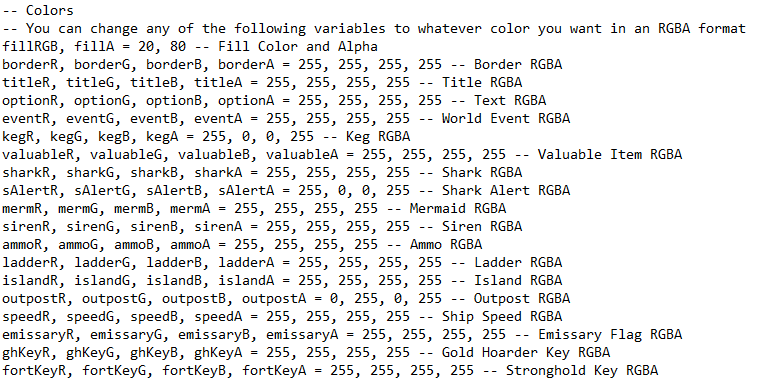 -- Colors
-- You can change any of the following variables to whatever color you want in an RGBA format
fillRGB, fillA = 20, 80 -- Fill Color and Alpha
borderR, borderG, borderB, borderA = 255, 255, 255, 255 -- Border RGBA
titleR, titleG, titleB, titleA = 255, 255, 255, 255 -- Title RGBA
optionR, optionG, optionB, optionA = 255, 255, 255, 255 -- Text RGBA
eventR, eventG, eventB, eventA = 255, 255, 255, 255 -- World Event RGBA
kegR, kegG, kegB, kegA = 255, 0, 0, 255 -- Keg RGBA
valuableR, valuableG, valuableB, valuableA = 255, 255, 255, 255 -- Valuable Item RGBA
sharkR, sharkG, sharkB, sharkA = 255, 255, 255, 255 -- Shark RGBA
sAlertR, sAlertG, sAlertB, sAlertA = 255, 0, 0, 255 -- Shark Alert RGBA
mermR, mermG, mermB, mermA = 255, 255, 255, 255 -- Mermaid RGBA
sirenR, sirenG, sirenB, sirenA = 255, 255, 255, 255 -- Siren RGBA
ammoR, ammoG, ammoB, ammoA = 255, 255, 255, 255 -- Ammo RGBA
ladderR, ladderG, ladderB, ladderA = 255, 255, 255, 255 -- Ladder RGBA
islandR, islandG, islandB, islandA = 255, 255, 255, 255 -- Island RGBA
outpostR, outpostG, outpostB, outpostA = 0, 255, 0, 255 -- Outpost RGBA
speedR, speedG, speedB, speedA = 255, 255, 255, 255 -- Ship Speed RGBA
emissaryR, emissaryG, emissaryB, emissaryA = 255, 255, 255, 255 -- Emissary Flag RGBA
ghKeyR, ghKeyG, ghKeyB, ghKeyA = 255, 255, 255, 255 -- Gold Hoarder Key RGBA
fortKeyR, fortKeyG, fortKeyB, fortKeyA = 255, 255, 255, 255 -- Stronghold Key RGBA